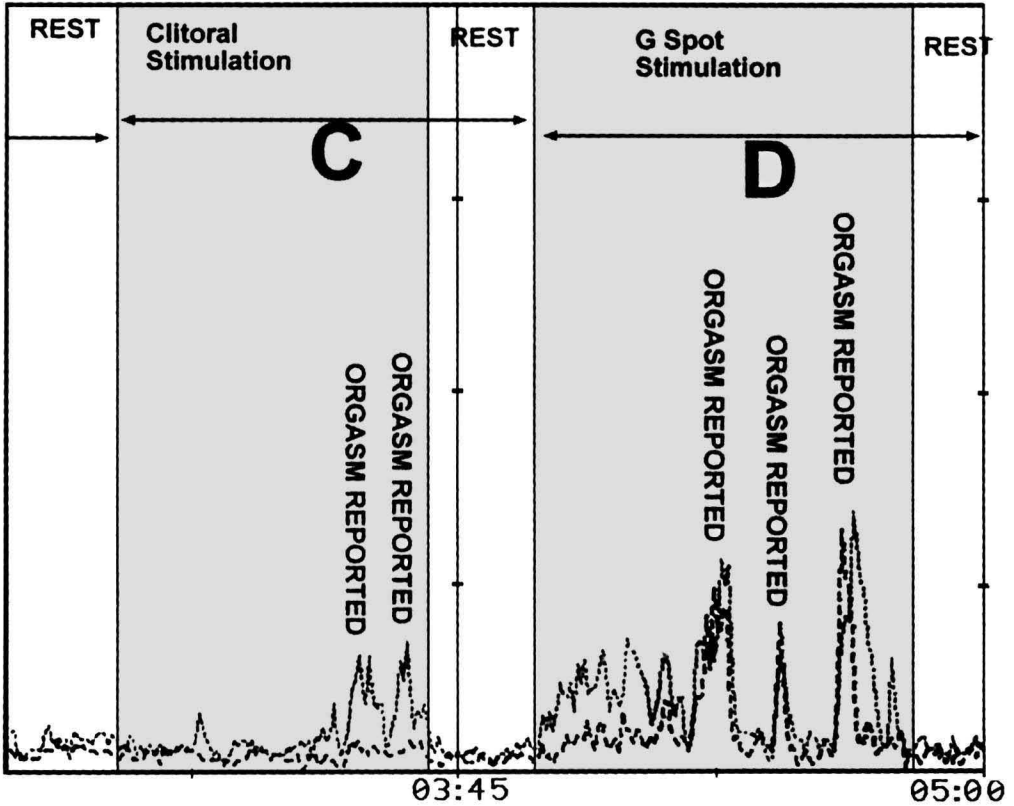 REST
Clitoral
Stimulation
REST
G Spot
Stimulation
REST
C
D
ORGASM REPORTED
ORGASM REPORTED
ORGASM REPORTED
ORGASM REPORTED
ORGASM REPORTED
03:45
05:00